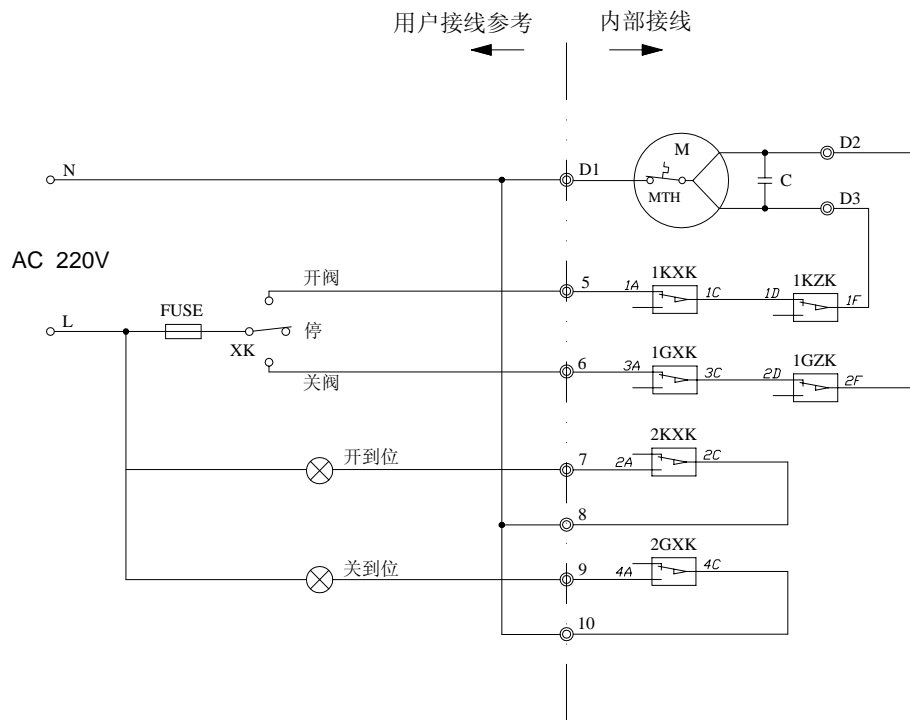 用户接线参考
内部接线
N
D1
M
MTH
C
D2
D3
AC 220V
开阀
5
1A
1KXK
1C
1D
1KZK
1F
L
FUSE
XK
停
关阀
6
3A
1GXK
3C
2D
1GZK
2F
开到位
7
2A
2KXK
2C
8
关到位
9
4A
2GXK
4C
10